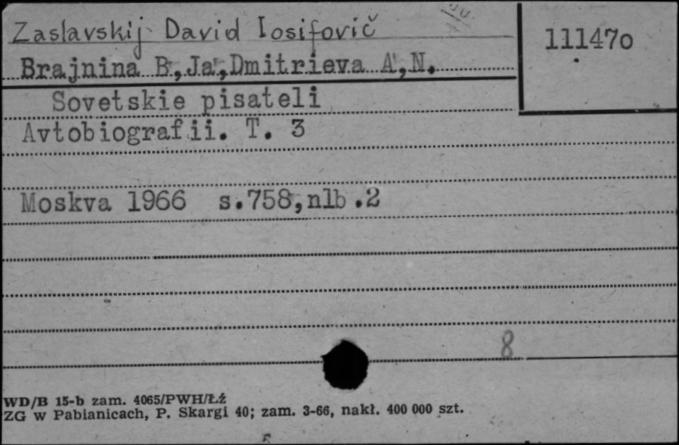 Zaslavskij David Iosifovič
111470
Brajnina B,Ja,Dmitrieva A,N.
Sovetskie pisateli
Avtobiografii. T. 3
Moskva 1966 s.758,nlb.2
8
WD/B 15-b zam. 4065/PWH/Łź
ZG w Pabianicach, P. Skargi 40; zam. 3-66, nakł. 400 000 szt.